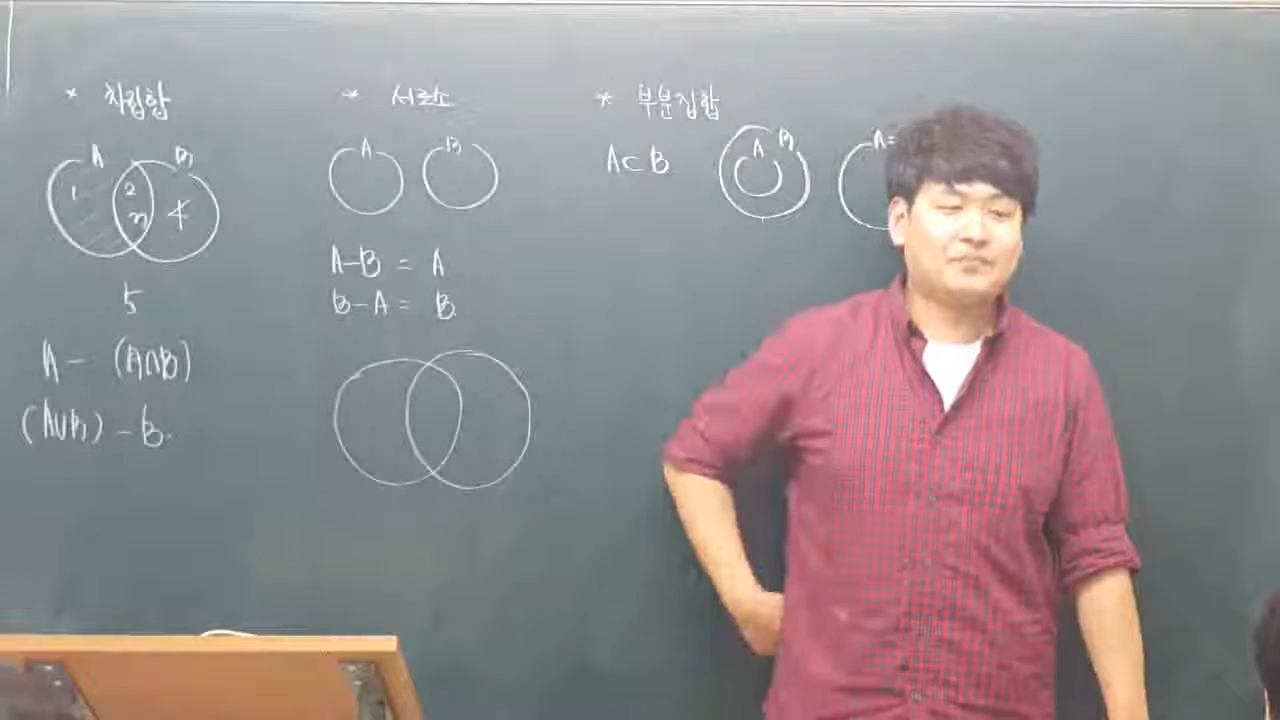 * 차집합
A B
1 2 3 4
5
A - (A∩B)
(A∪B) - B.
* 서로소
A B
A-B = A
B-A = B.
* 부분집합
A⊂B
A B
A=